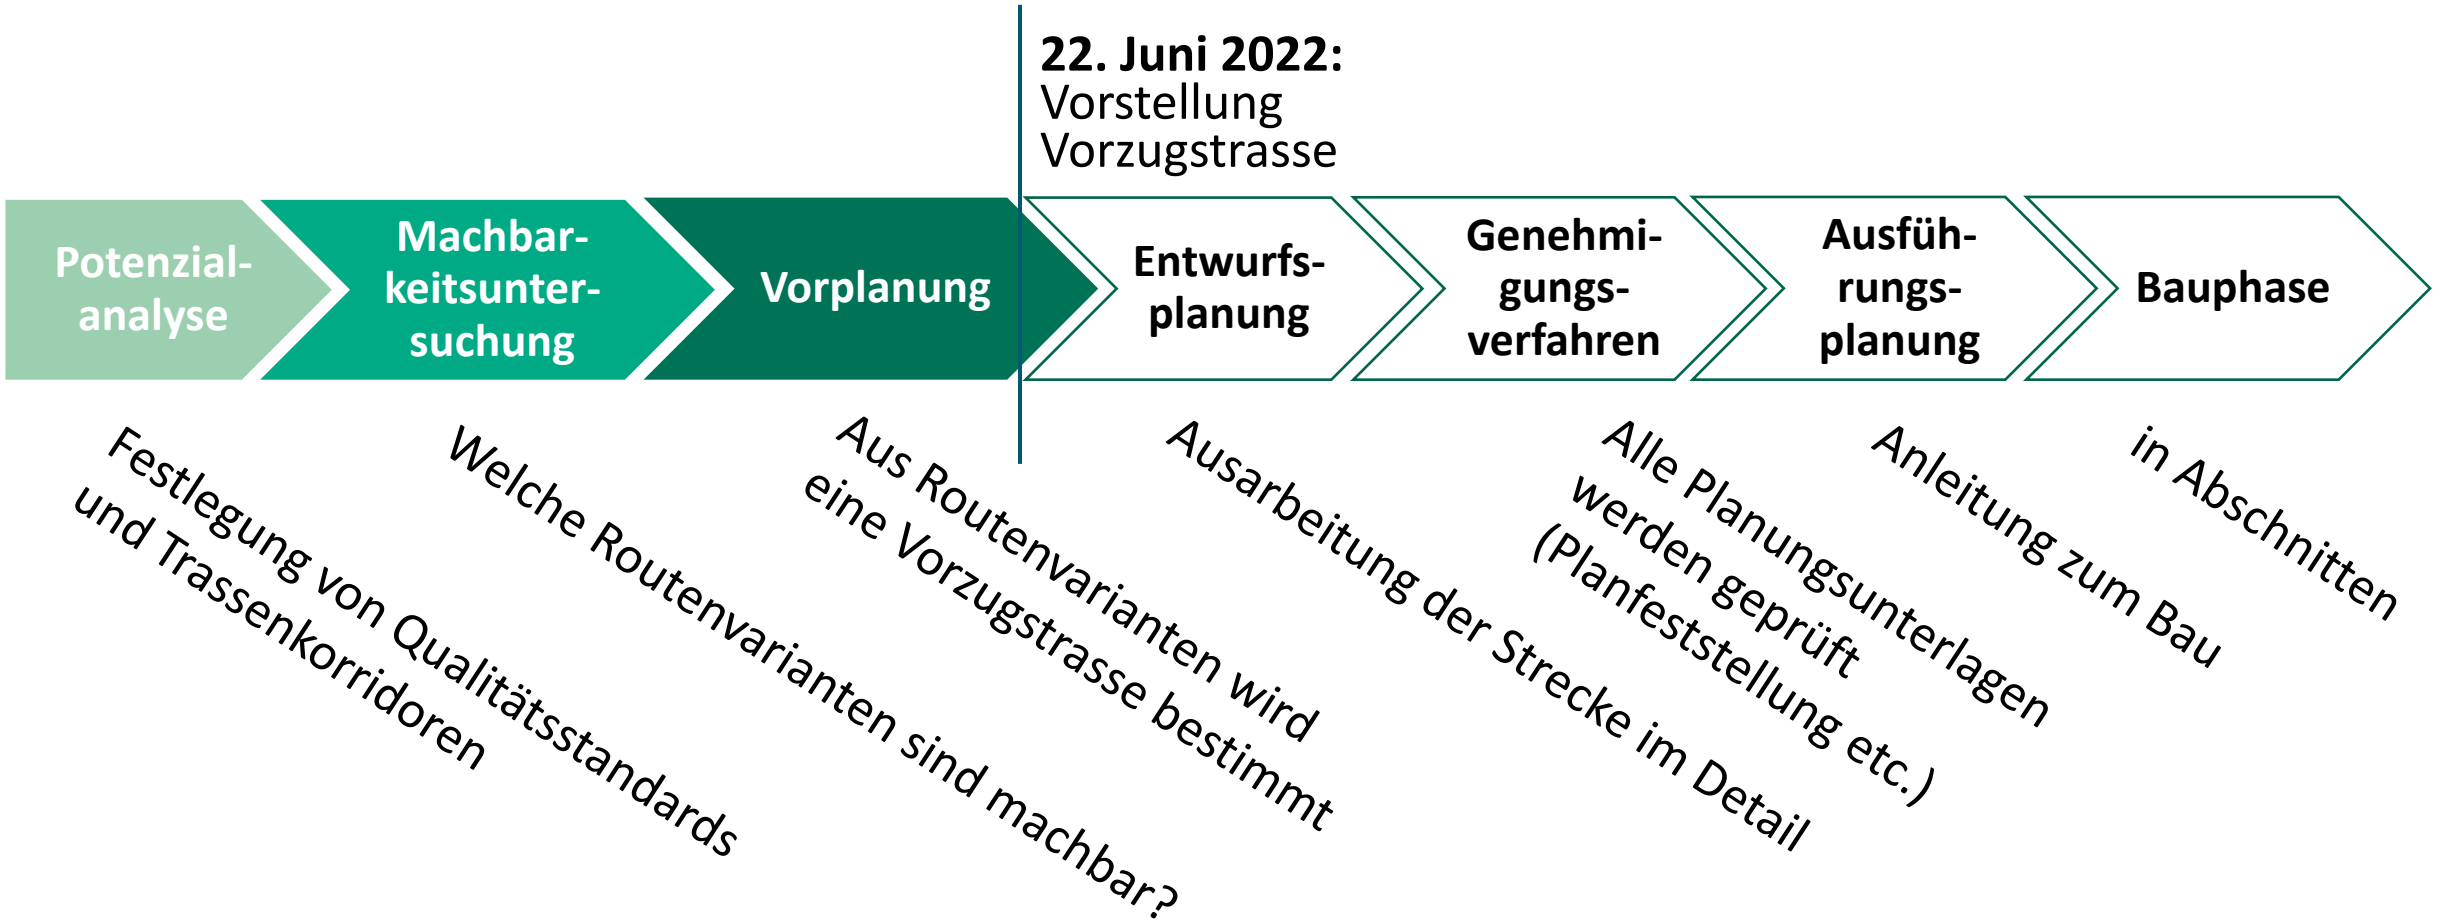 22. Juni 2022:
Vorstellung
Vorzugstrasse
Potenzial-
analyse
Machbar-
keitsunter-
suchung
Vorplanung
Entwurfs-
planung
Genehmi-
gungs-
verfahren
Ausfüh-
rungs-
planung
Bauphase
Festlegung von Qualitätsstandards
und Trassenkorridoren
Welche Routenvarianten sind machbar?
Aus Routenvarianten wird
eine Vorzugstrasse bestimmt
Ausarbeitung der Strecke im Detail
Alle Planungsunterlagen
werden geprüft
(Planfeststellung etc.)
Anleitung zum Bau
in Abschnitten